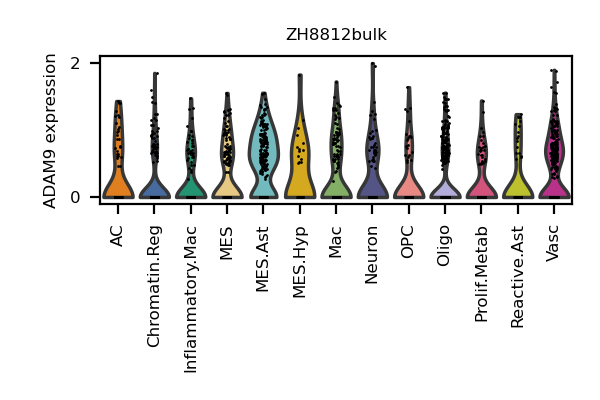 ZH8812bulk
ADAM9 expression
2
0
AC
Chromatin.Reg
Inflammatory.Mac
MES
MES.Ast
MES.Hyp
Mac
Neuron
OPC
Oligo
Prolif.Metab
Reactive.Ast
Vasc